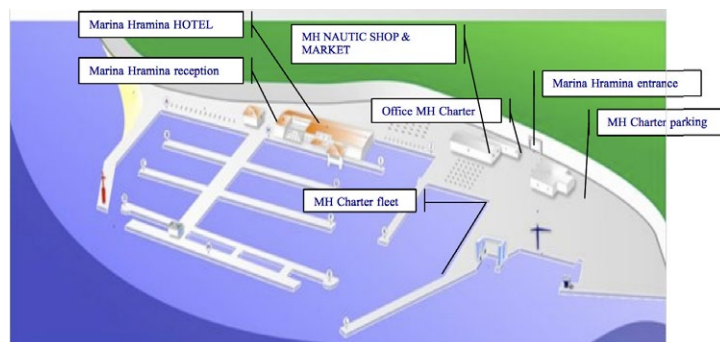 Marina Hramina HOTEL
MH NAUTIC SHOP &
MARKET
Marina Hramina reception
Marina Hramina entrance
Office MH Charter
MH Charter parking
MH Charter fleet